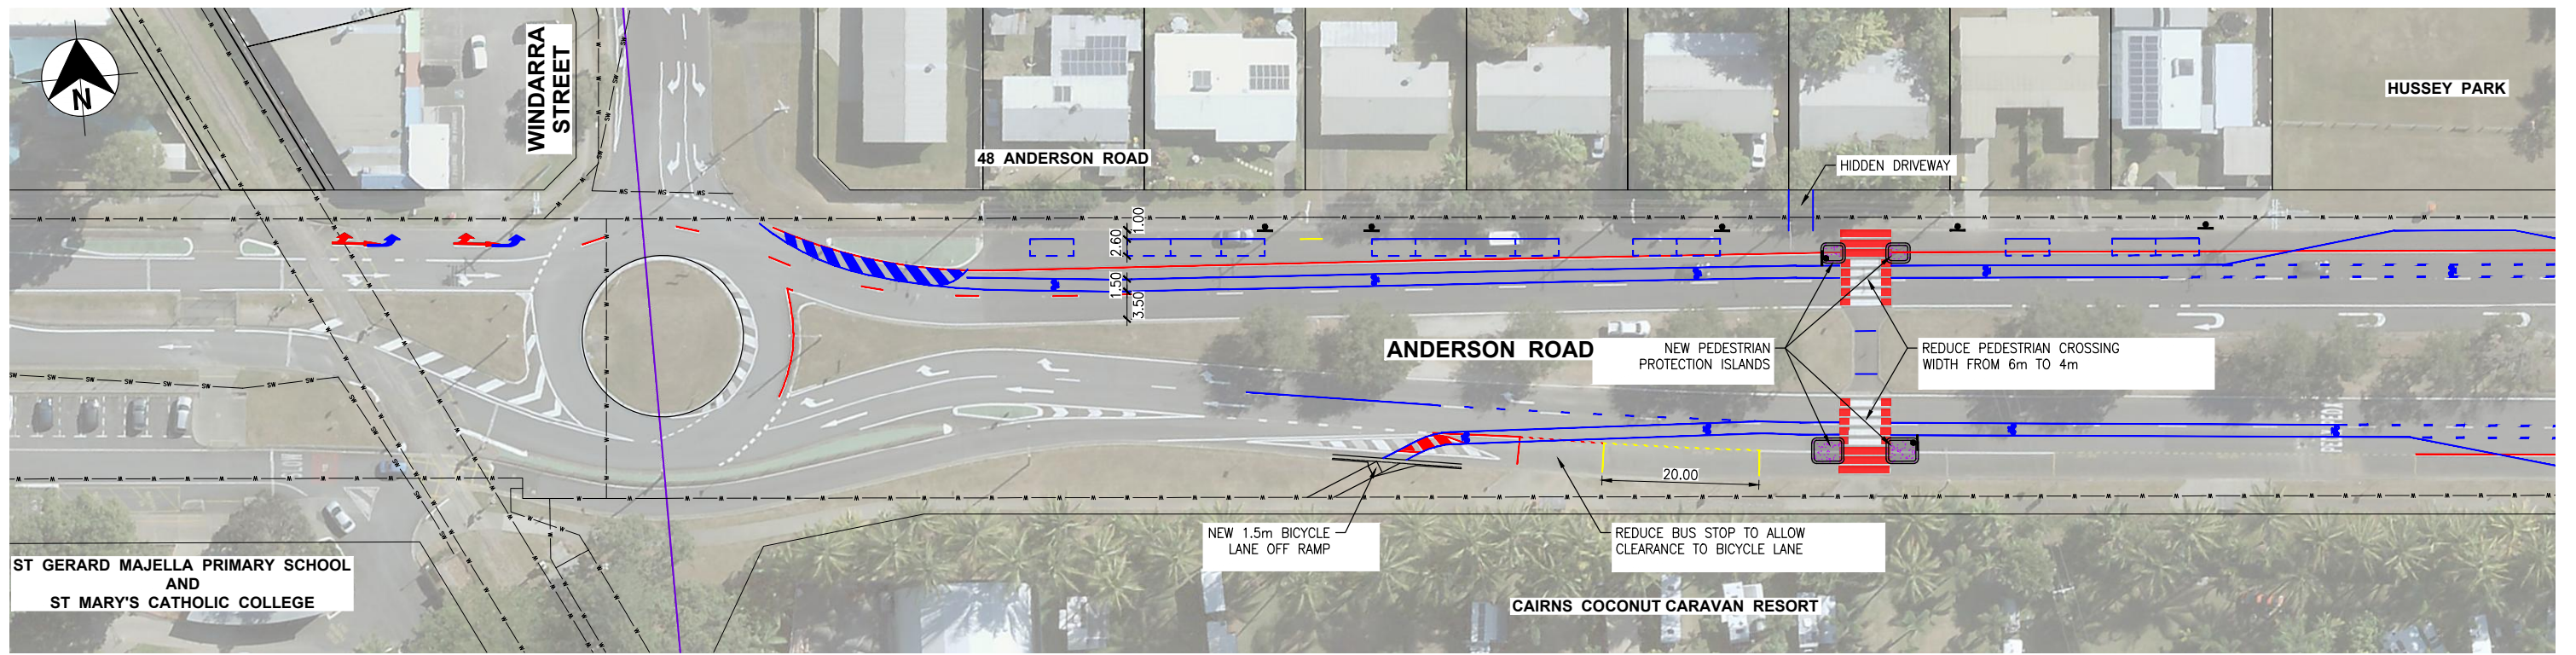 N
WINDARRA
STREET
48 ANDERSON ROAD
HUSSEY PARK
HIDDEN DRIVEWAY
1.00
2.60
1.50
3.50
ANDERSON ROAD
NEW PEDESTRIAN
PROTECTION ISLANDS
REDUCE PEDESTRIAN CROSSING
WIDTH FROM 6m TO 4m
20.00
NEW 1.5m BICYCLE
LANE OFF RAMP
REDUCE BUS STOP TO ALLOW
CLEARANCE TO BICYCLE LANE
ST GERARD MAJELLA PRIMARY SCHOOL
AND
ST MARY'S CATHOLIC COLLEGE
CAIRNS COCONUT CARAVAN RESORT